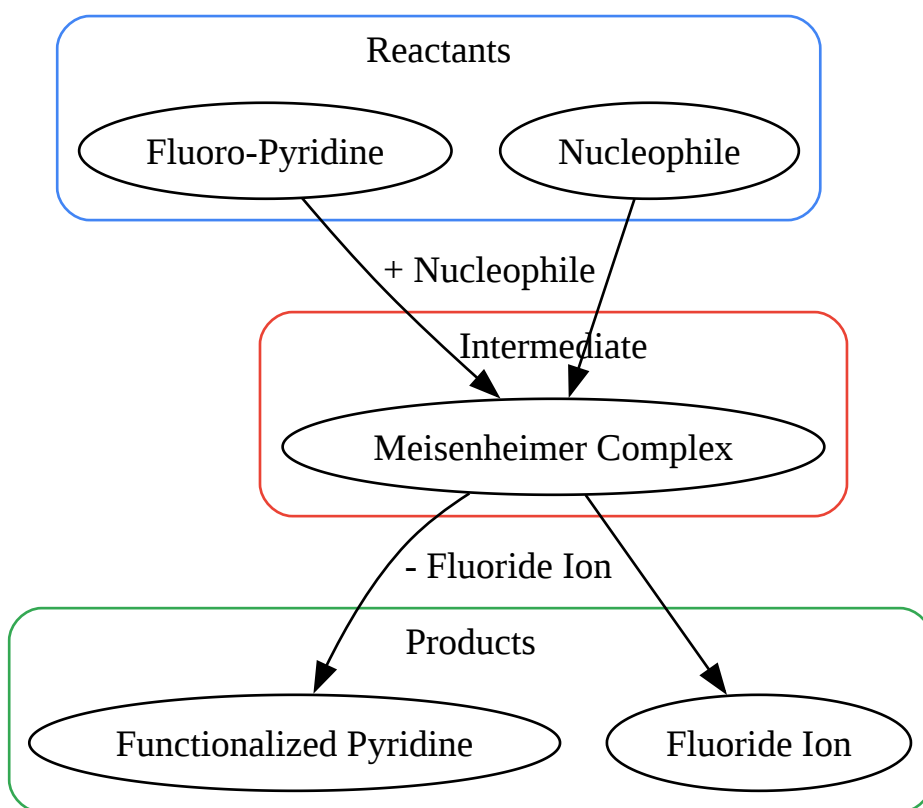 Reactants
Fluoro-Pyridine
Nucleophile
+ Nucleophile
Intermediate
Meisenheimer Complex
- Fluoride Ion
Products
Functionalized Pyridine
Fluoride Ion